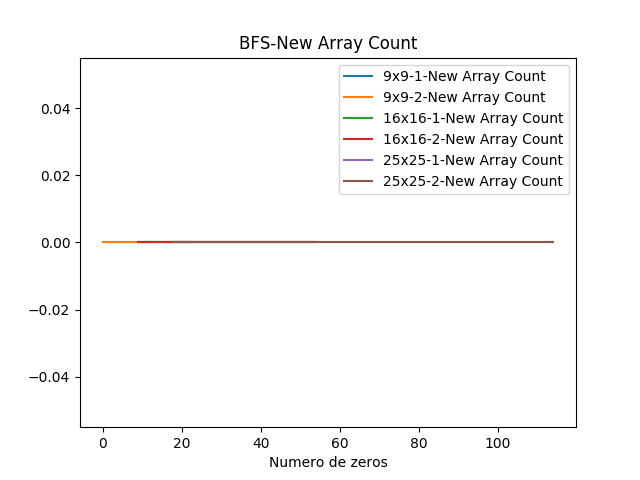 BFS-New Array Count
9x9-1-New Array Count
9x9-2-New Array Count
16x16-1-New Array Count
16x16-2-New Array Count
25x25-1-New Array Count
25x25-2-New Array Count
0.04
0.02
0.00
−0.02
−0.04
0 20 40 60 80 100
Numero de zeros